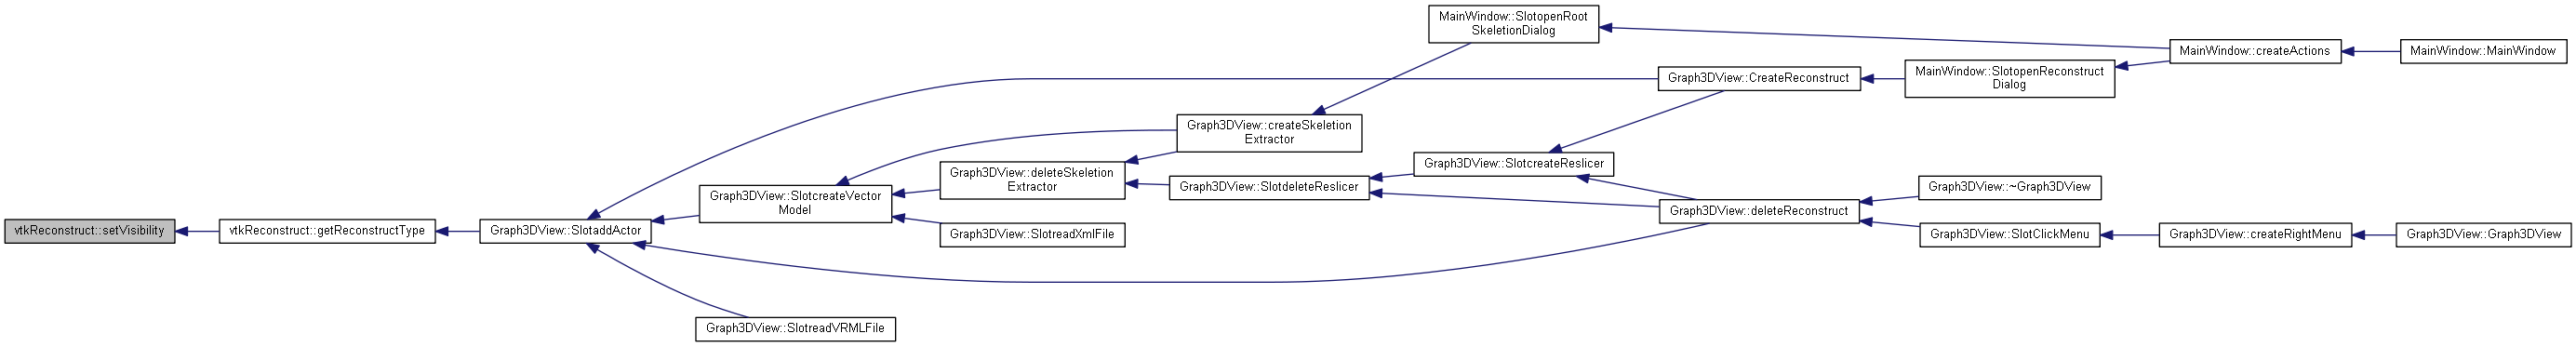 MainWindow::SlotopenRoot
SkeletionDialog
MainWindow::createActions
MainWindow::MainWindow
Graph3DView::CreateReconstruct
MainWindow::SlotopenReconstruct
Dialog
Graph3DView::createSkeletion
Extractor
Graph3DView::SlotcreateReslicer
Graph3DView::deleteSkeletion
Extractor
Graph3DView::SlotdeleteReslicer
Graph3DView::~Graph3DView
Graph3DView::SlotcreateVector
Model
Graph3DView::deleteReconstruct
vtkReconstruct::setVisibility
vtkReconstruct::getReconstructType
Graph3DView::SlotaddActor
Graph3DView::SlotreadXmlFile
Graph3DView::SlotClickMenu
Graph3DView::createRightMenu
Graph3DView::Graph3DView
Graph3DView::SlotreadVRMLFile